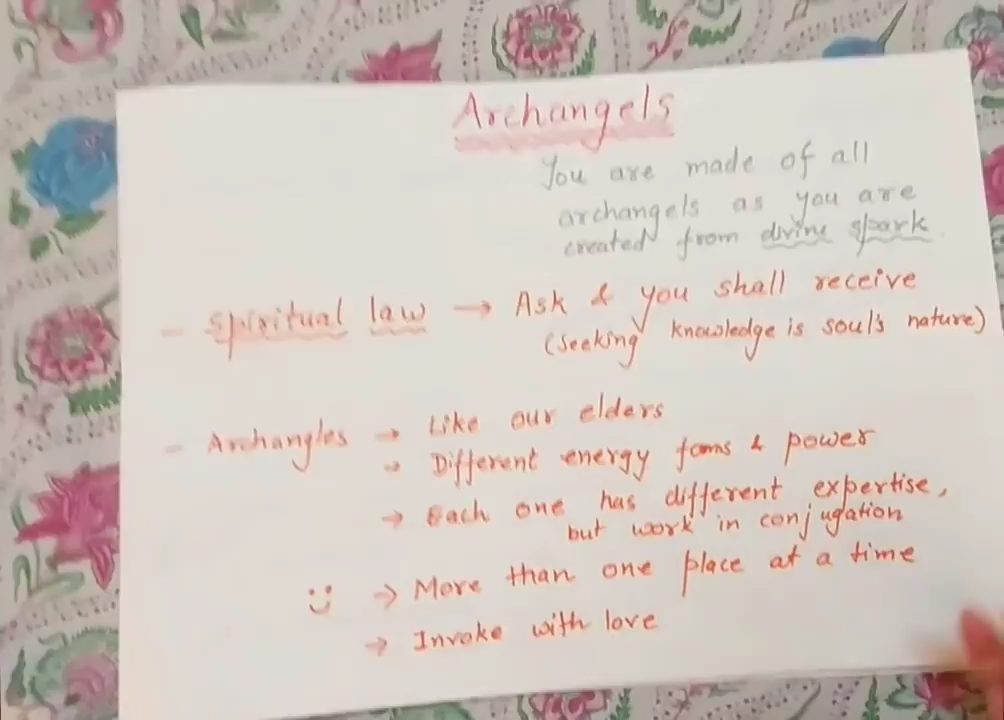 Archangels
You are made of all
archangels as you are
created from divine spark
- Spiritual law → Ask & you shall receive
(seeking knowledge is soul's nature)
- Archangles → Like our elders
→ Different energy foms & power
→ Each one has different expertise,
but work in conjugation
:) → More than one place at a time
→ Invoke with love